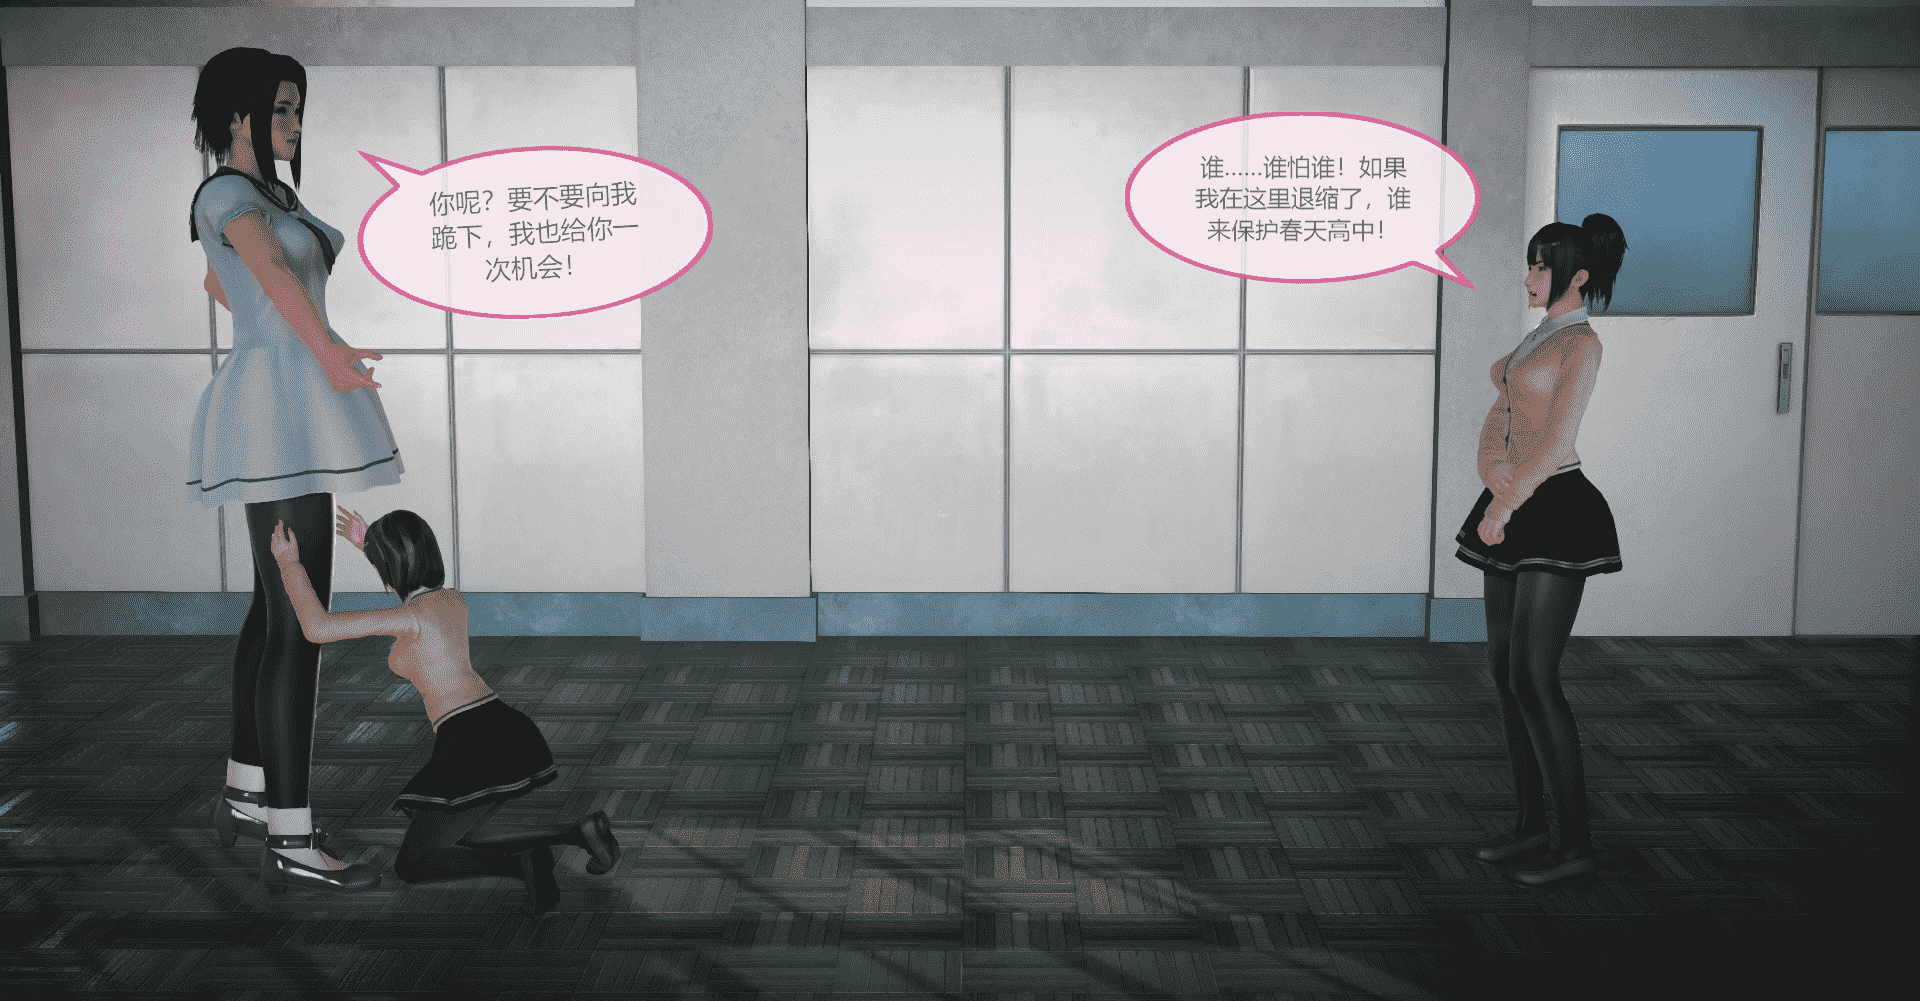 你呢？要不要向我
跪下，我也给你一
次机会！
谁……谁怕谁！如果
我在这里退缩了，谁
来保护春天高中！